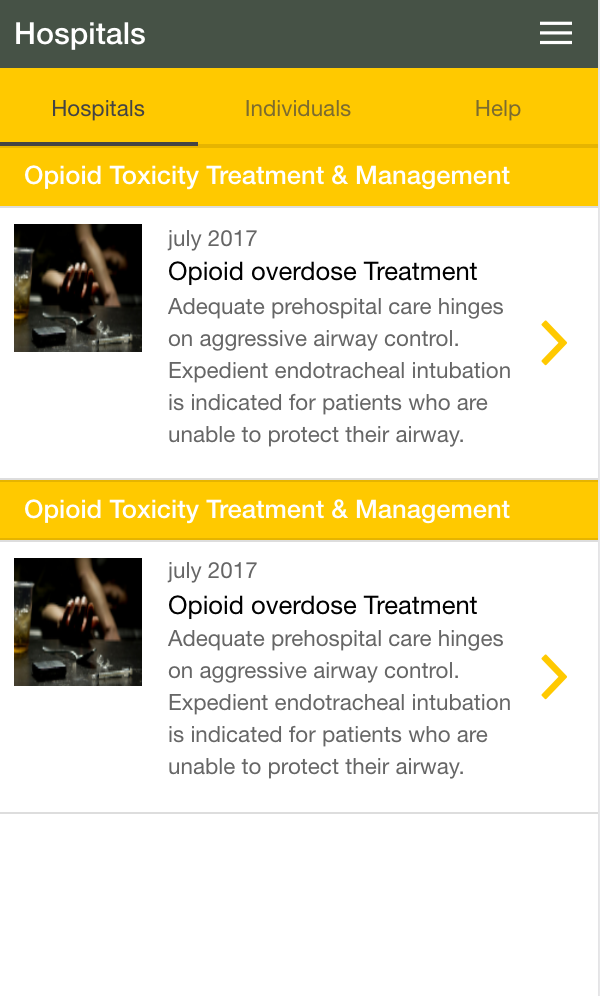 Hospitals
Hospitals
Individuals
Help
Opioid Toxicity Treatment & Management
july 2017
Opioid overdose Treatment
Adequate prehospital care hinges
on aggressive airway control.
Expedient endotracheal intubation
is indicated for patients who are
unable to protect their airway.
Opioid Toxicity Treatment & Management
july 2017
Opioid overdose Treatment
Adequate prehospital care hinges
on aggressive airway control.
Expedient endotracheal intubation
is indicated for patients who are
unable to protect their airway.